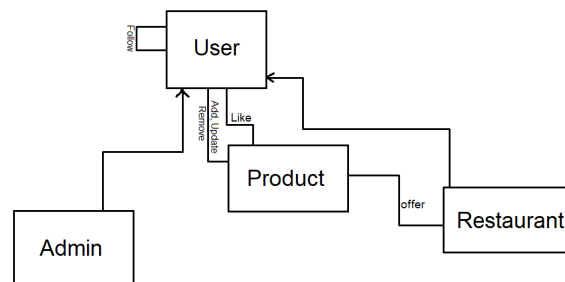 User
Follow
Add, Update
Remove
Like
Product
offer
Restaurant
Admin